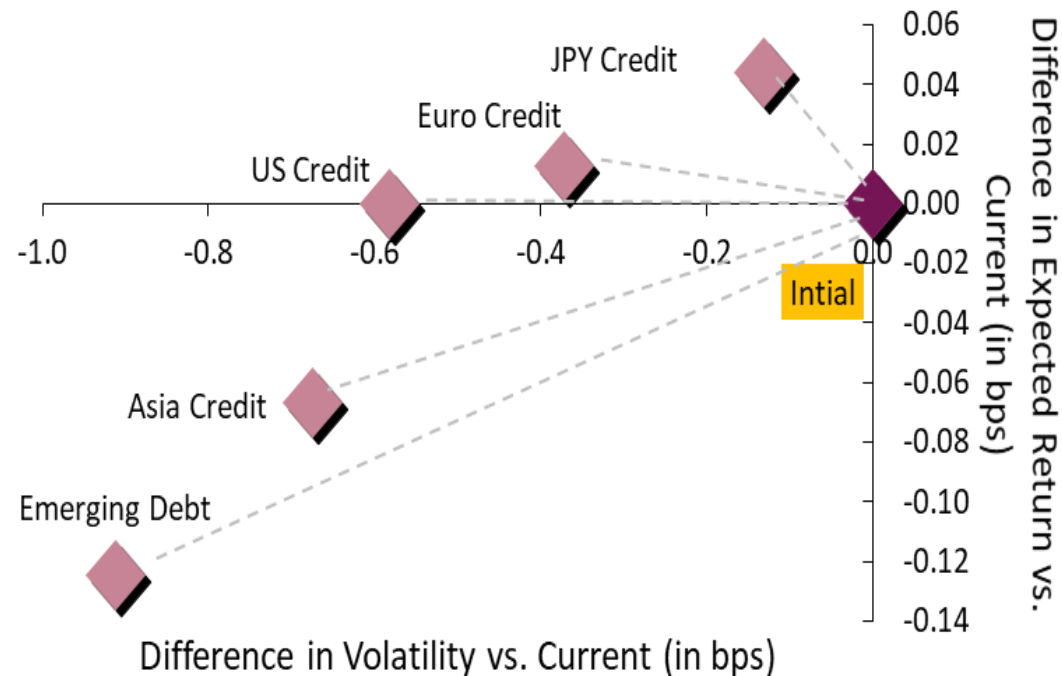 JPY Credit
Euro Credit
US Credit
Asia Credit
Emerging Debt
Intial
0.06
0.04
0.02
0.00
-0.02
-0.04
-0.06
-0.08
-0.10
-0.12
-0.14
-1.0
-0.8
-0.6
-0.4
-0.2
0.0
Difference in Volatility vs. Current (in bps)
Difference in Expected Return vs.
Current (in bps)